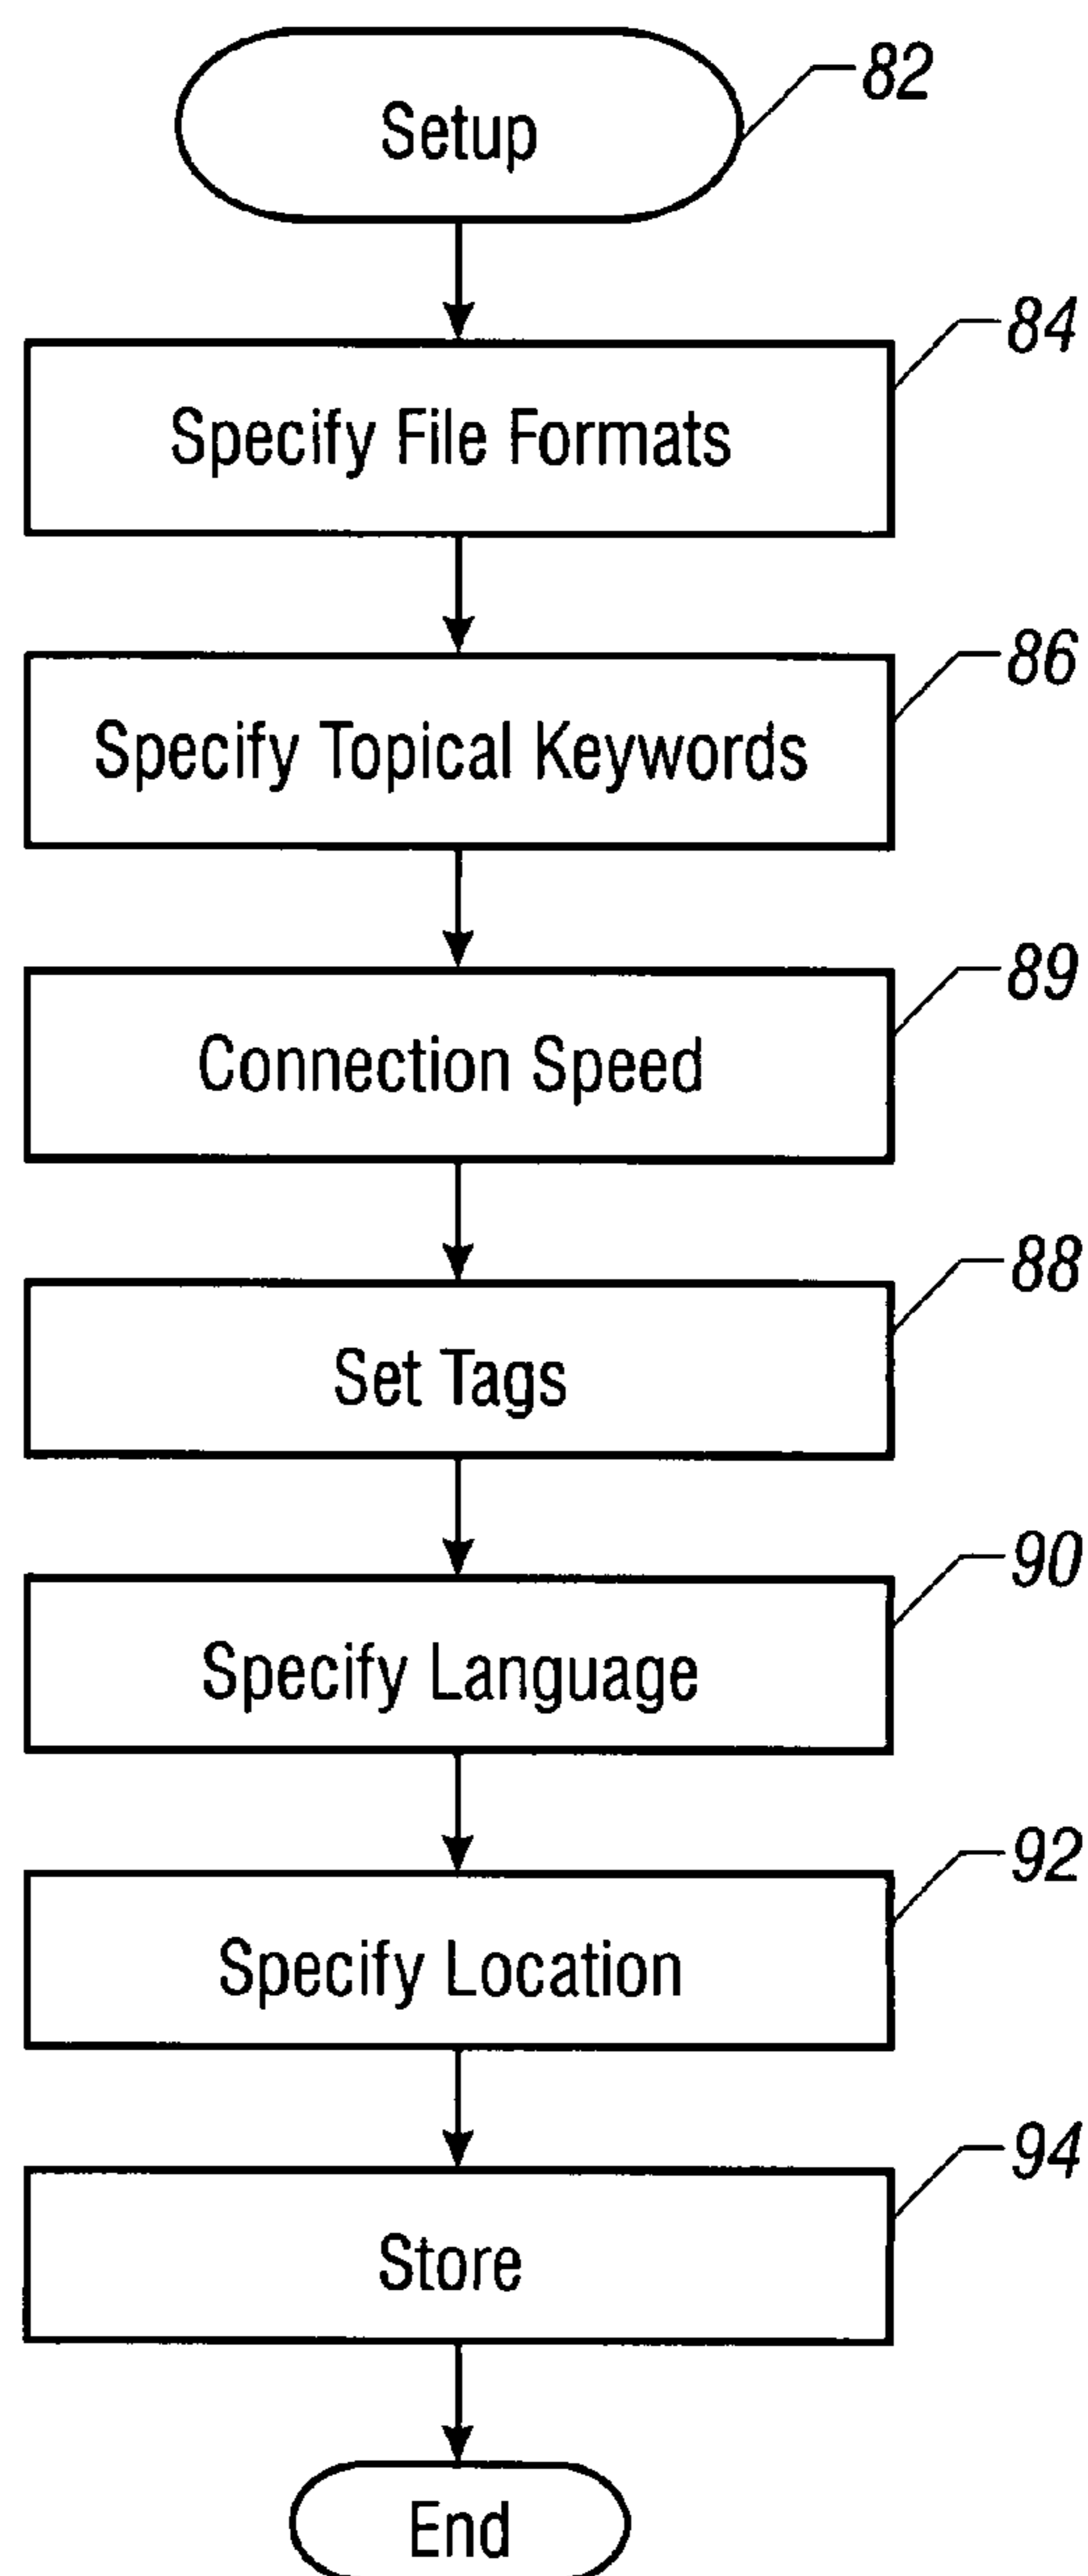 Setup
82
Specify File Formats
84
Specify Topical Keywords
86
Connection Speed
89
Set Tags
88
Specify Language
90
Specify Location
92
Store
94
End